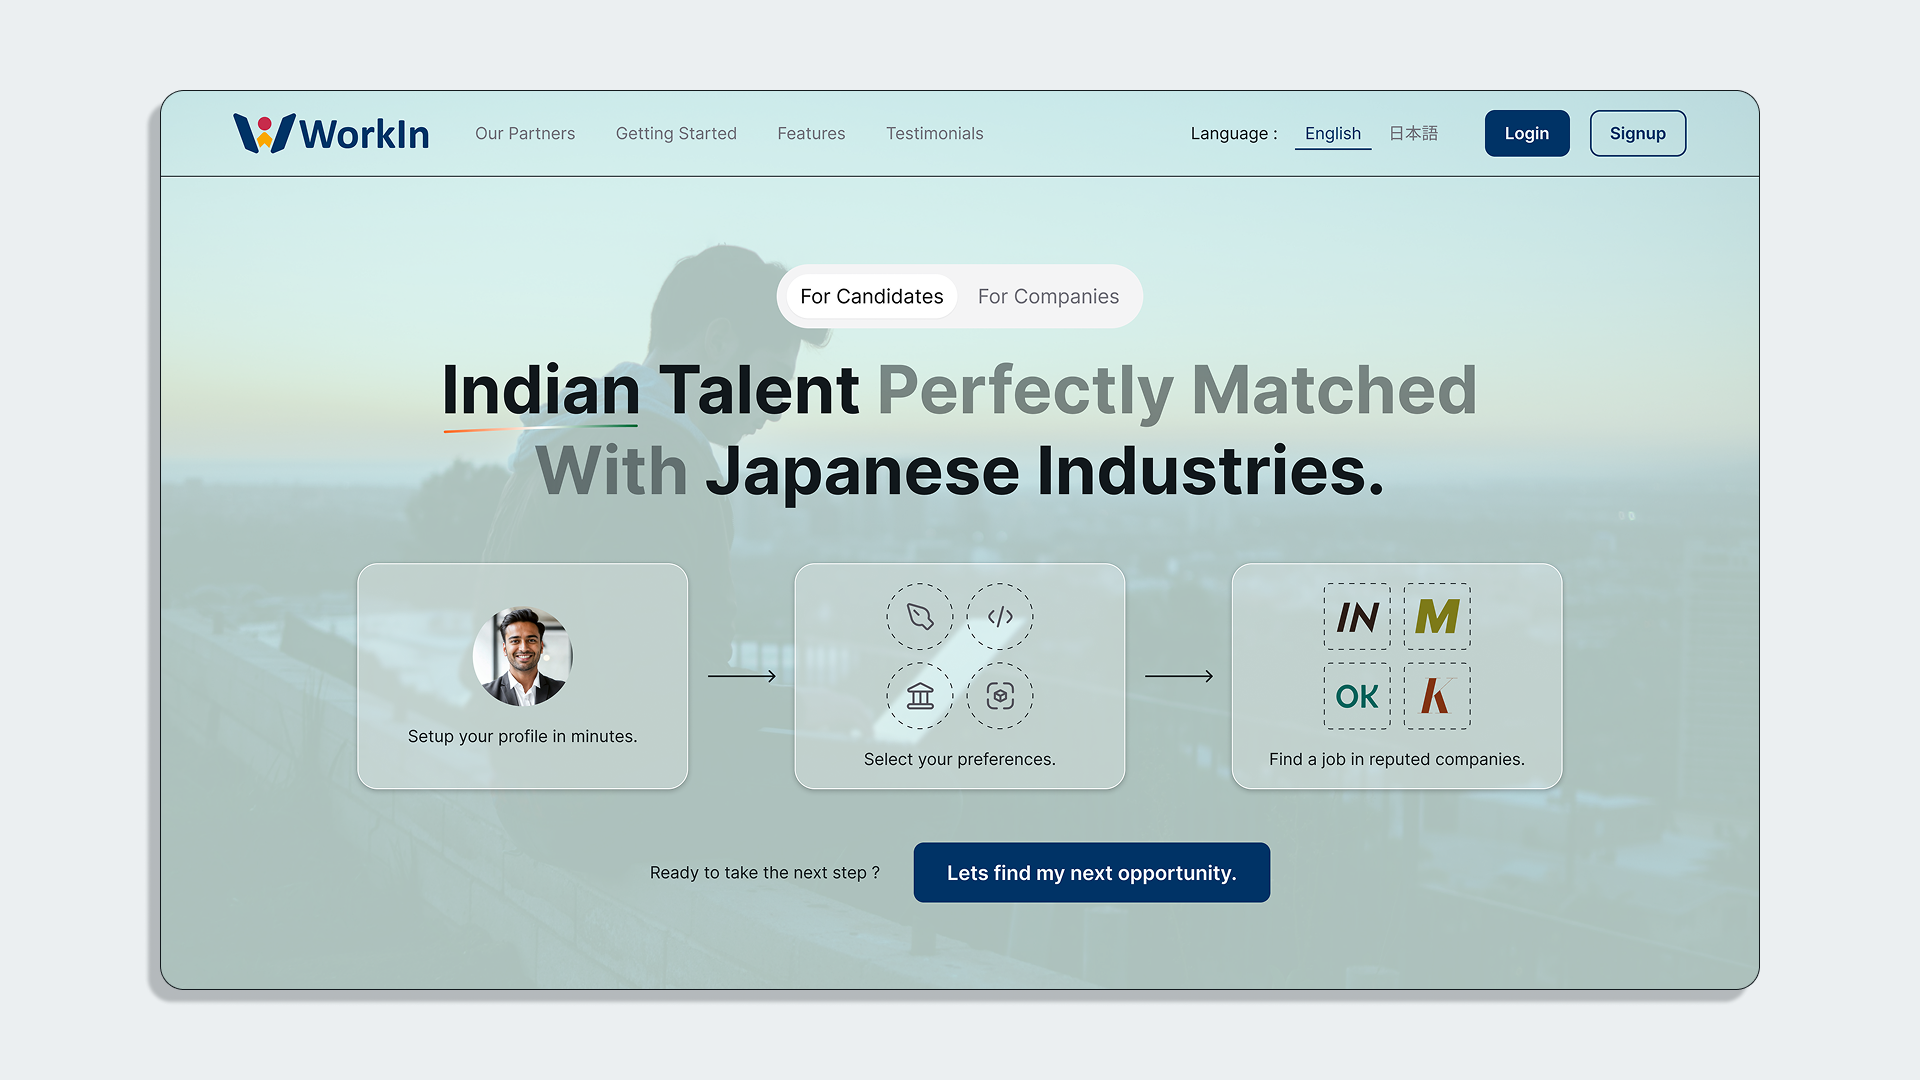 WorkIn
Our Partners
Getting Started
Features
Testimonials
Language :
English
日本語
Login
Signup
For Candidates
For Companies
Indian Talent Perfectly Matched
With Japanese Industries.
Setup your profile in minutes.
Select your preferences.
IN
M
OK
K
Find a job in reputed companies.
Ready to take the next step ?
Lets find my next opportunity.